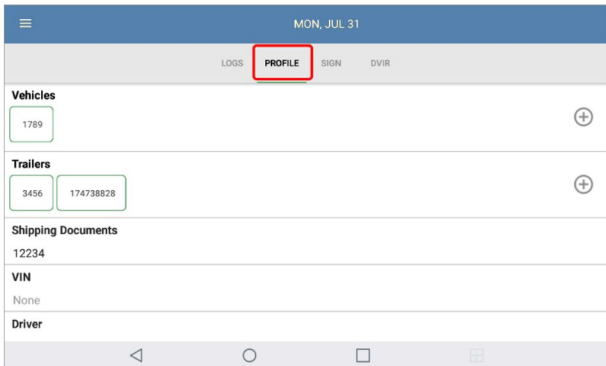 MON, JUL 31
LOGS PROFILE SIGN DVIR
Vehicles
1789
Trailers
3456 174738828
Shipping Documents
12234
VIN
None
Driver